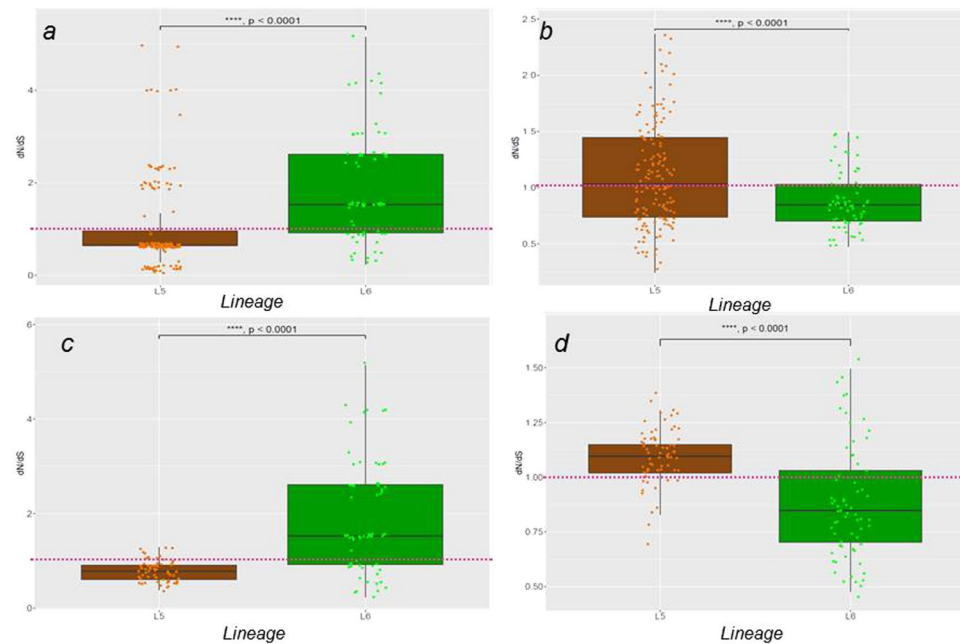 a
****, p < 0.0001
4
2
0
dN/dS
L5
L6
Lineage
b
****, p < 0.0001
2.5
2.0
1.5
1.0
0.5
dN/dS
L5
L6
Lineage
c
****, p < 0.0001
6
4
2
0
dN/dS
L5
L6
Lineage
d
****, p < 0.0001
1.50
1.25
1.00
0.75
0.50
dN/dS
L5
L6
Lineage